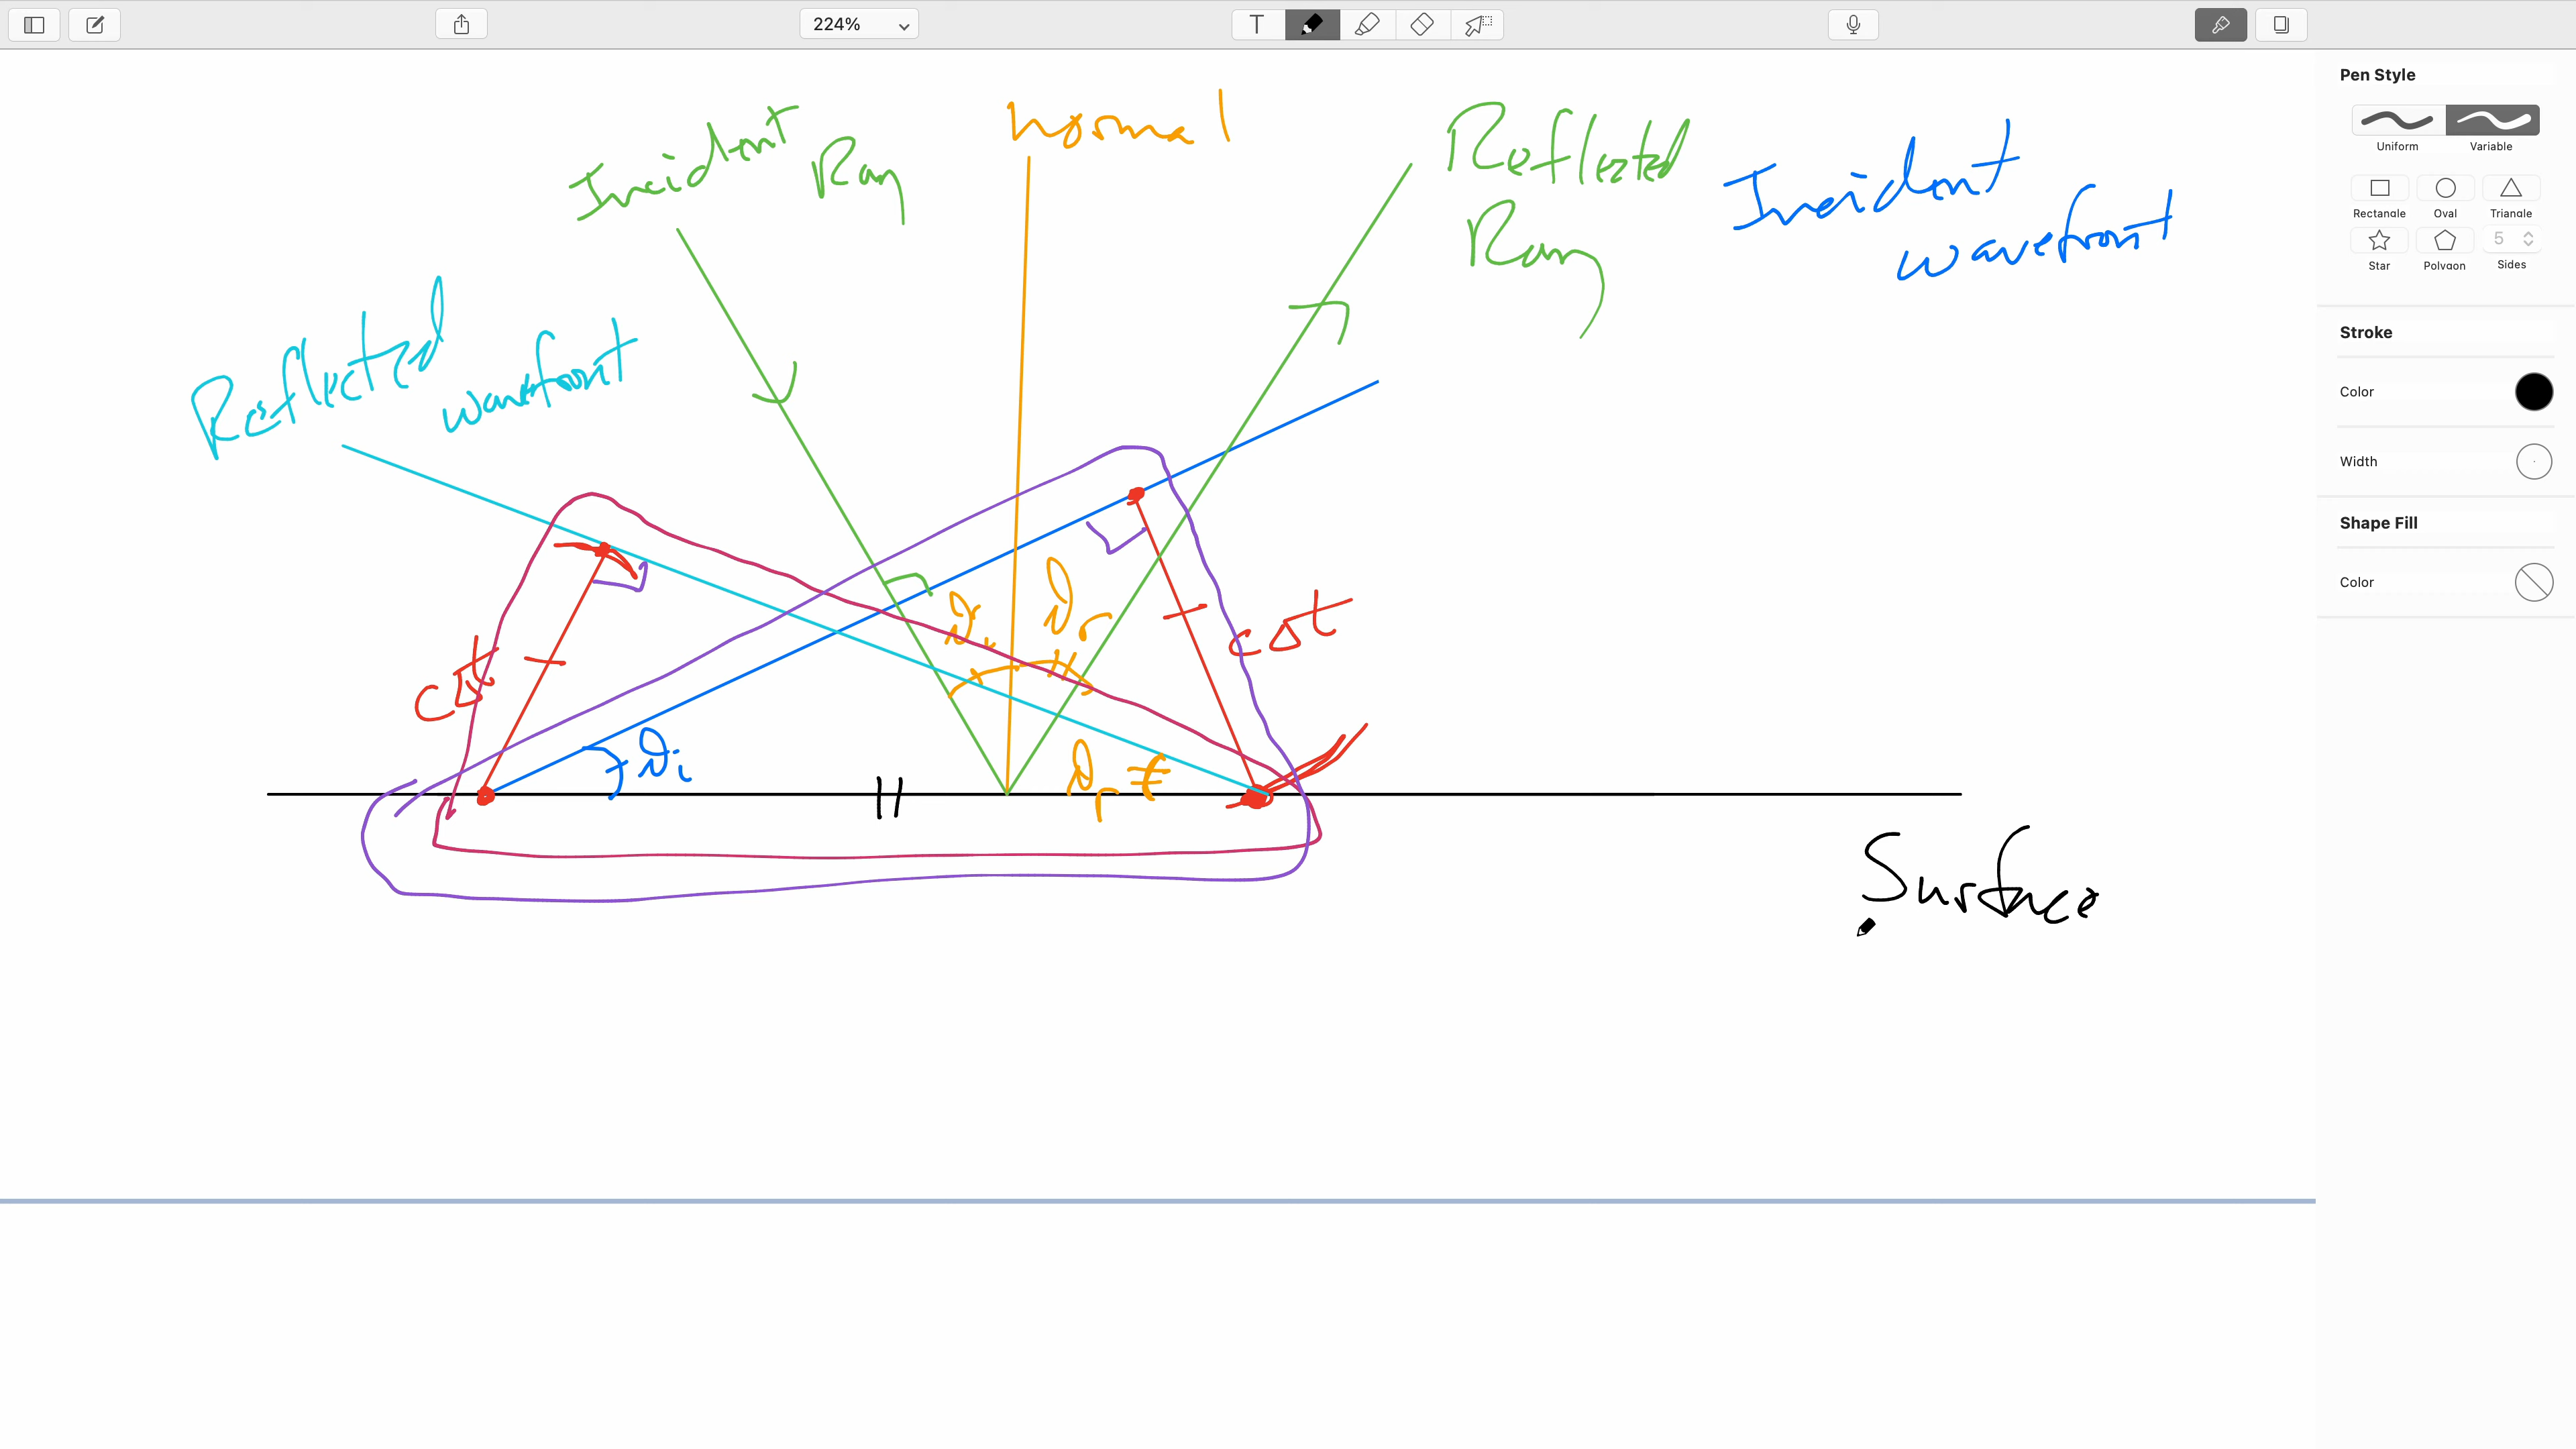 224%
T
Pen Style
Uniform
Variable
Rectangle
Oval
Triangle
5
Star
Polygon
Sides
Stroke
Color
Width
Shape Fill
Color
Incident
Ray
Normal
Reflected
Ray
Incident
wavefront
Reflected
wavefront
θi
θr
cΔt
cΔt
θi
θr
Surface